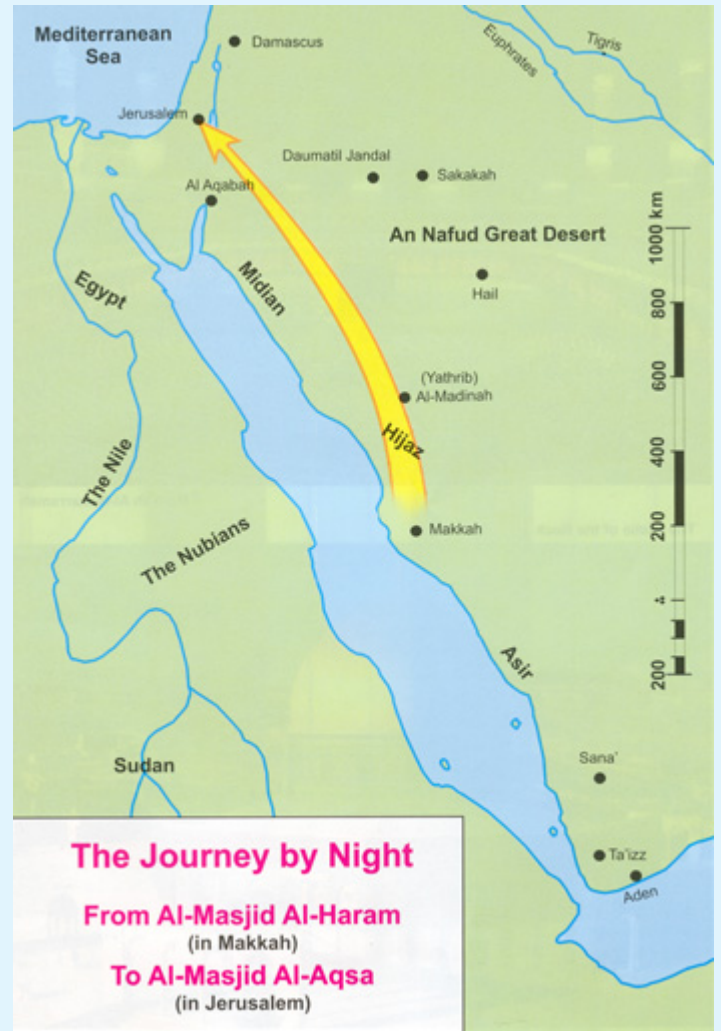 Mediterranean
Sea
Damascus
Euphrates
Tigris
Jerusalem
Daumatil Jandal
Sakakah
Al Aqabah
An Nafud Great Desert
Hail
Egypt
Midian
(Yathrib)
Al-Madinah
Hijaz
The Nile
Makkah
The Nubians
Asir
Sudan
Sana'
Ta'izz
Aden
1000 km
800
600
400
200
200
The Journey by Night
From Al-Masjid Al-Haram
(in Makkah)
To Al-Masjid Al-Aqsa
(in Jerusalem)